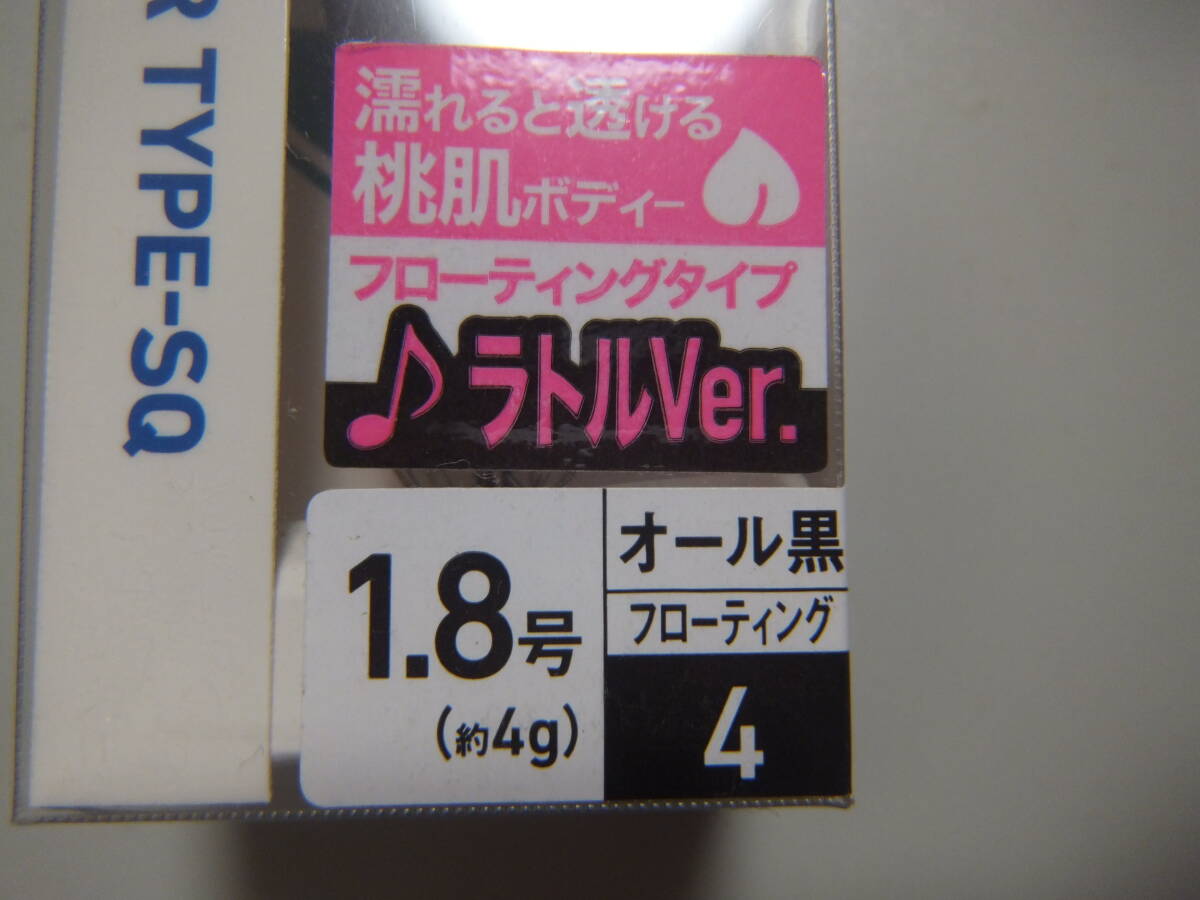 R TYPE-SQ
濡れると透ける
桃肌ボディー
フローティングタイプ
♪ラトルVer.
1.8号
(約4g)
オール黒
フローティング
4